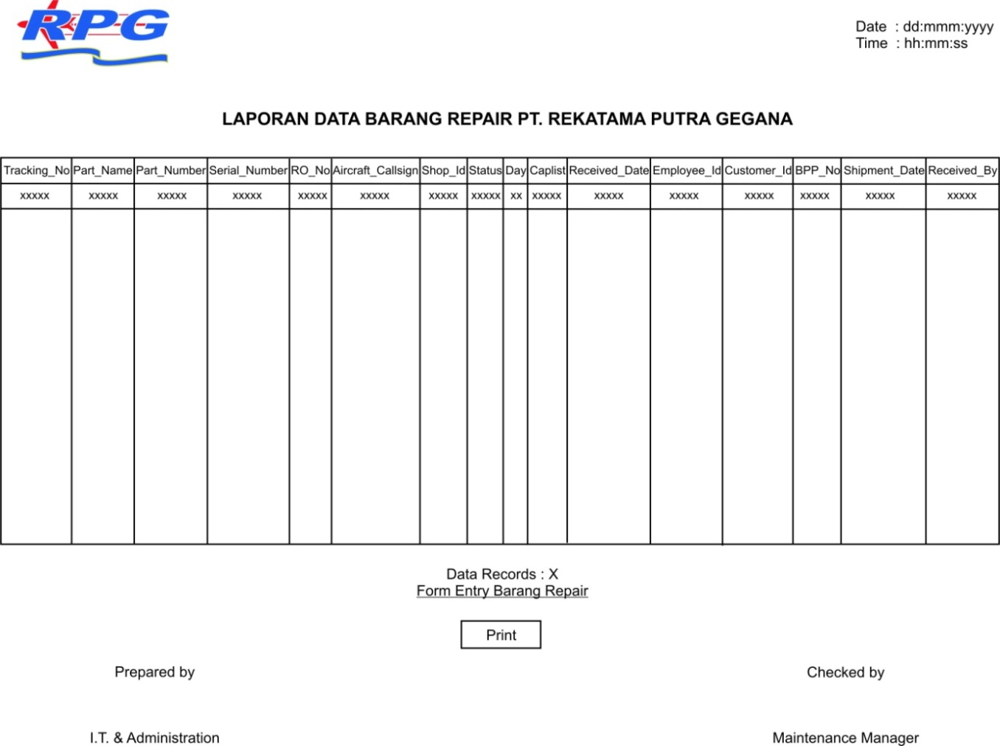 RPG
Date : dd:mmm:yyyy
Time : hh:mm:ss
LAPORAN DATA BARANG REPAIR PT. REKATAMA PUTRA GEGANA
Tracking_No Part_Name Part_Number Serial_Number RO_No Aircraft_Callsign Shop_Id Status Day Caplist Received_Date Employee_Id Customer_Id BPP_No Shipment_Date Received_By
xxxxx xxxxx xxxxx xxxxx xxxxx xxxxx xxxxx xxxxx xx xxxxx xxxxx xxxxx xxxxx xxxxx xxxxx xxxxx
Data Records : X
Form Entry Barang Repair
Print
Prepared by Checked by
I.T. & Administration Maintenance Manager